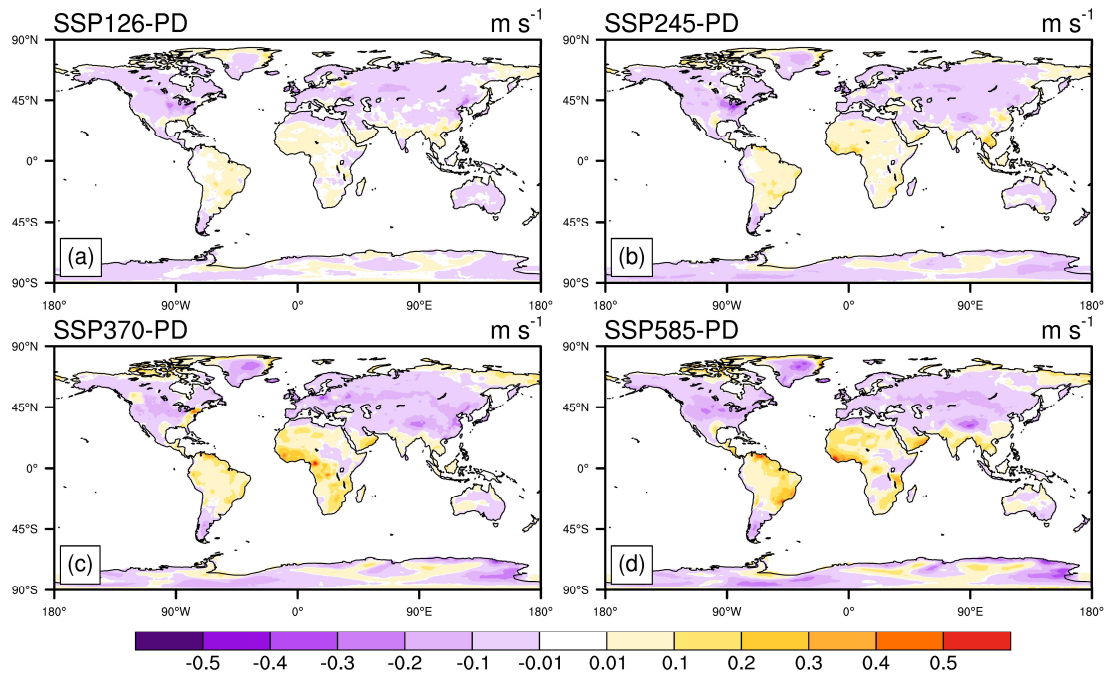 SSP126-PD m s-1 SSP245-PD m s-1
90°N 90°N
45°N 45°N
0° 0°
45°S 45°S
(a) (b)
90°S 90°S
180° 90°W 0° 90°E 180° 180° 90°W 0° 90°E 180°
SSP370-PD m s-1 SSP585-PD m s-1
90°N 90°N
45°N 45°N
0° 0°
45°S 45°S
(c) (d)
90°S 90°S
180° 90°W 0° 90°E 180° 180° 90°W 0° 90°E 180°
-0.5 -0.4 -0.3 -0.2 -0.1 -0.01 0.01 0.1 0.2 0.3 0.4 0.5